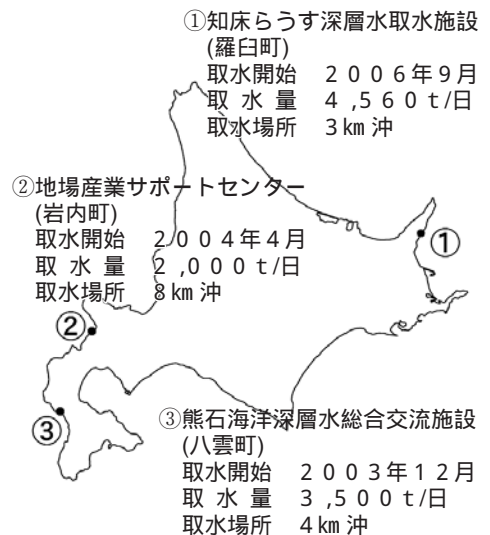 ①知床らうす深層水取水施設
(羅臼町)
取水開始　２００６年９月
取 水 量　４,５６０ｔ/日
取水場所　３㎞沖
②地場産業サポートセンター
(岩内町)
取水開始　２００４年４月
取 水 量　２,０００ｔ/日
取水場所　８㎞沖
①
②
③
③熊石海洋深層水総合交流施設
(八雲町)
取水開始　２００３年１２月
取 水 量　３,５００ｔ/日
取水場所　４㎞沖